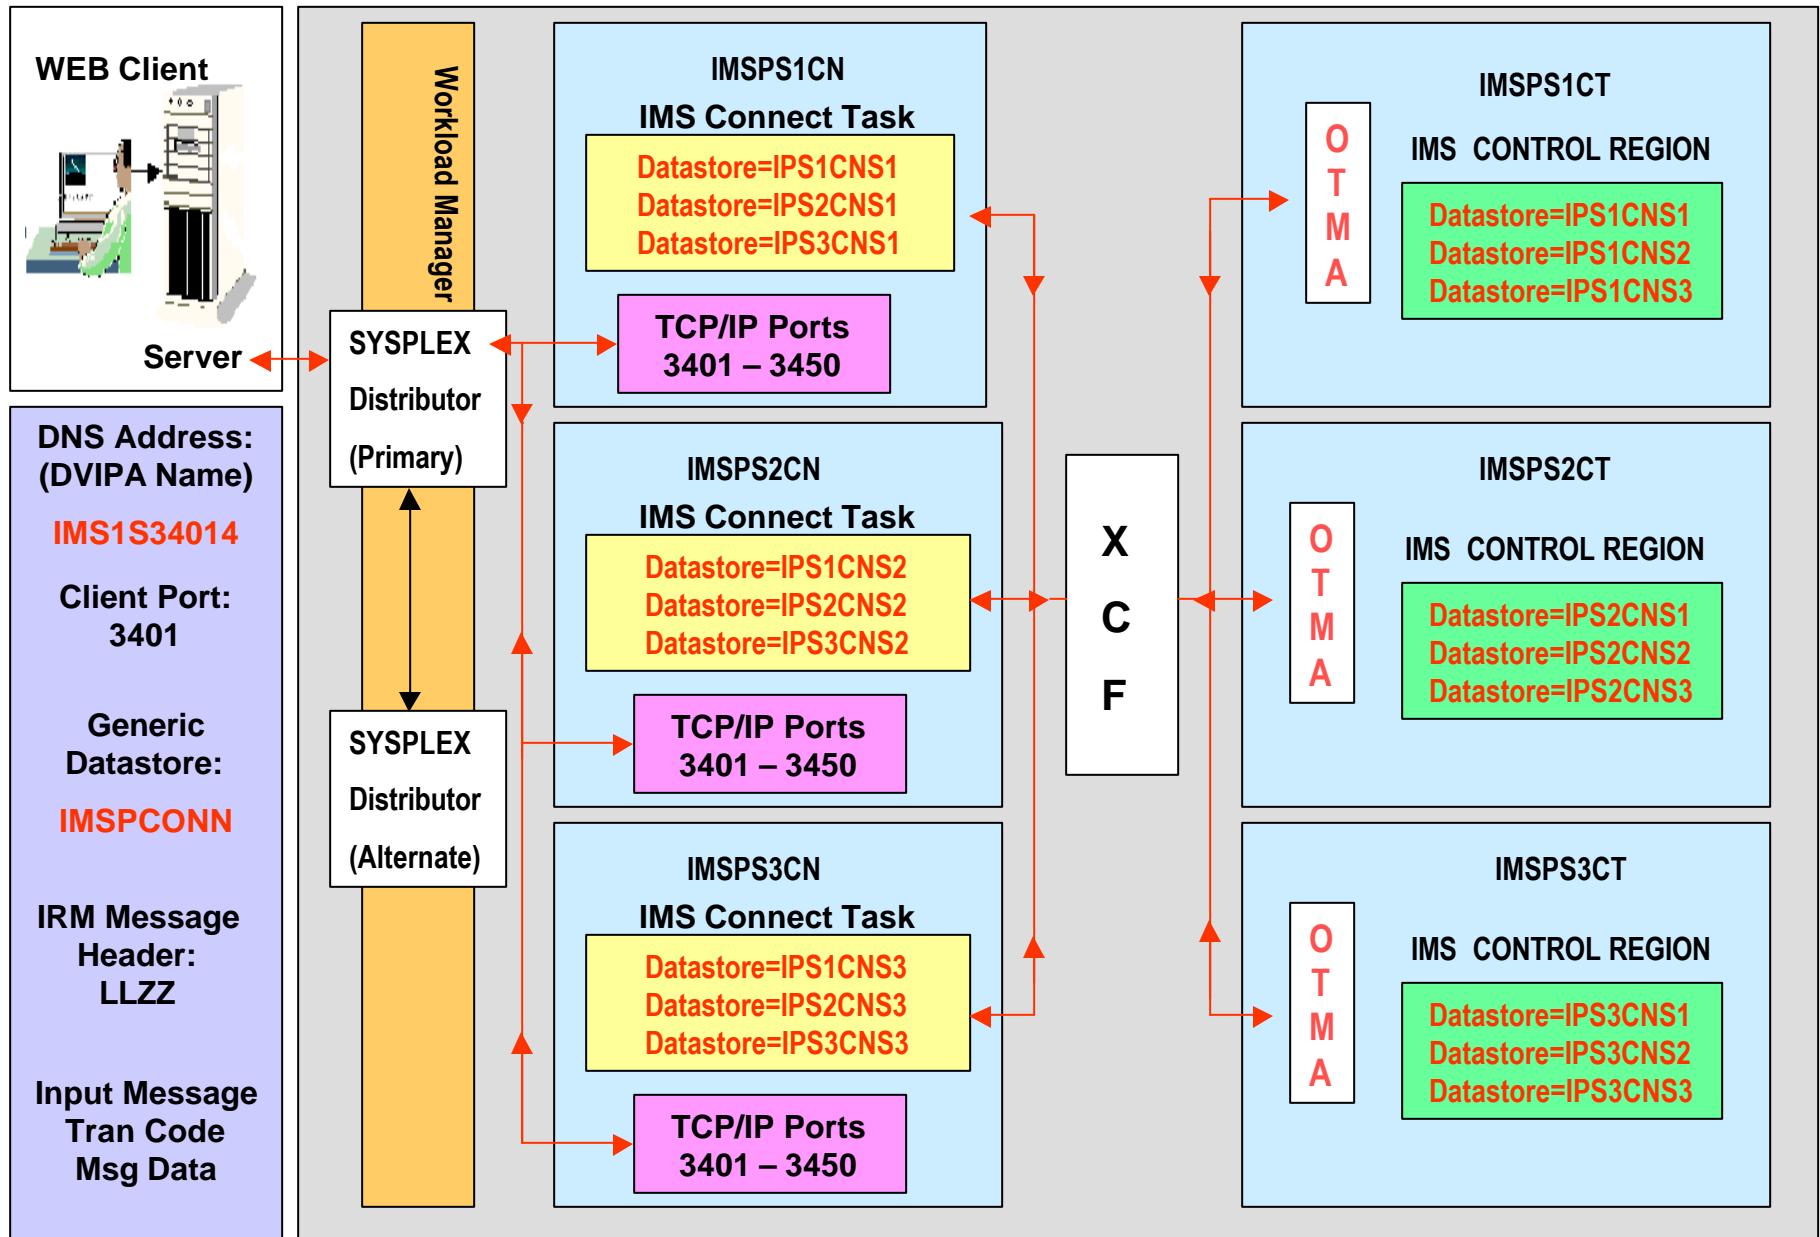 WEB Client
Server
DNS Address:
(DVIPA Name)
IMS1S34014
Client Port:
3401
Generic
Datastore:
IMSPCONN
IRM Message
Header:
LLZZ
Input Message
Tran Code
Msg Data
Workload Manager
SYSPLEX
Distributor
(Primary)
SYSPLEX
Distributor
(Alternate)
IMSPS1CN
IMS Connect Task
Datastore=IPS1CNS1
Datastore=IPS2CNS1
Datastore=IPS3CNS1
TCP/IP Ports
3401 – 3450
IMSPS2CN
IMS Connect Task
Datastore=IPS1CNS2
Datastore=IPS2CNS2
Datastore=IPS3CNS2
TCP/IP Ports
3401 – 3450
IMSPS3CN
IMS Connect Task
Datastore=IPS1CNS3
Datastore=IPS2CNS3
Datastore=IPS3CNS3
TCP/IP Ports
3401 – 3450
X
C
F
IMSPS1CT
O
T
M
A
IMS CONTROL REGION
Datastore=IPS1CNS1
Datastore=IPS1CNS2
Datastore=IPS1CNS3
IMSPS2CT
O
T
M
A
IMS CONTROL REGION
Datastore=IPS2CNS1
Datastore=IPS2CNS2
Datastore=IPS2CNS3
IMSPS3CT
O
T
M
A
IMS CONTROL REGION
Datastore=IPS3CNS1
Datastore=IPS3CNS2
Datastore=IPS3CNS3